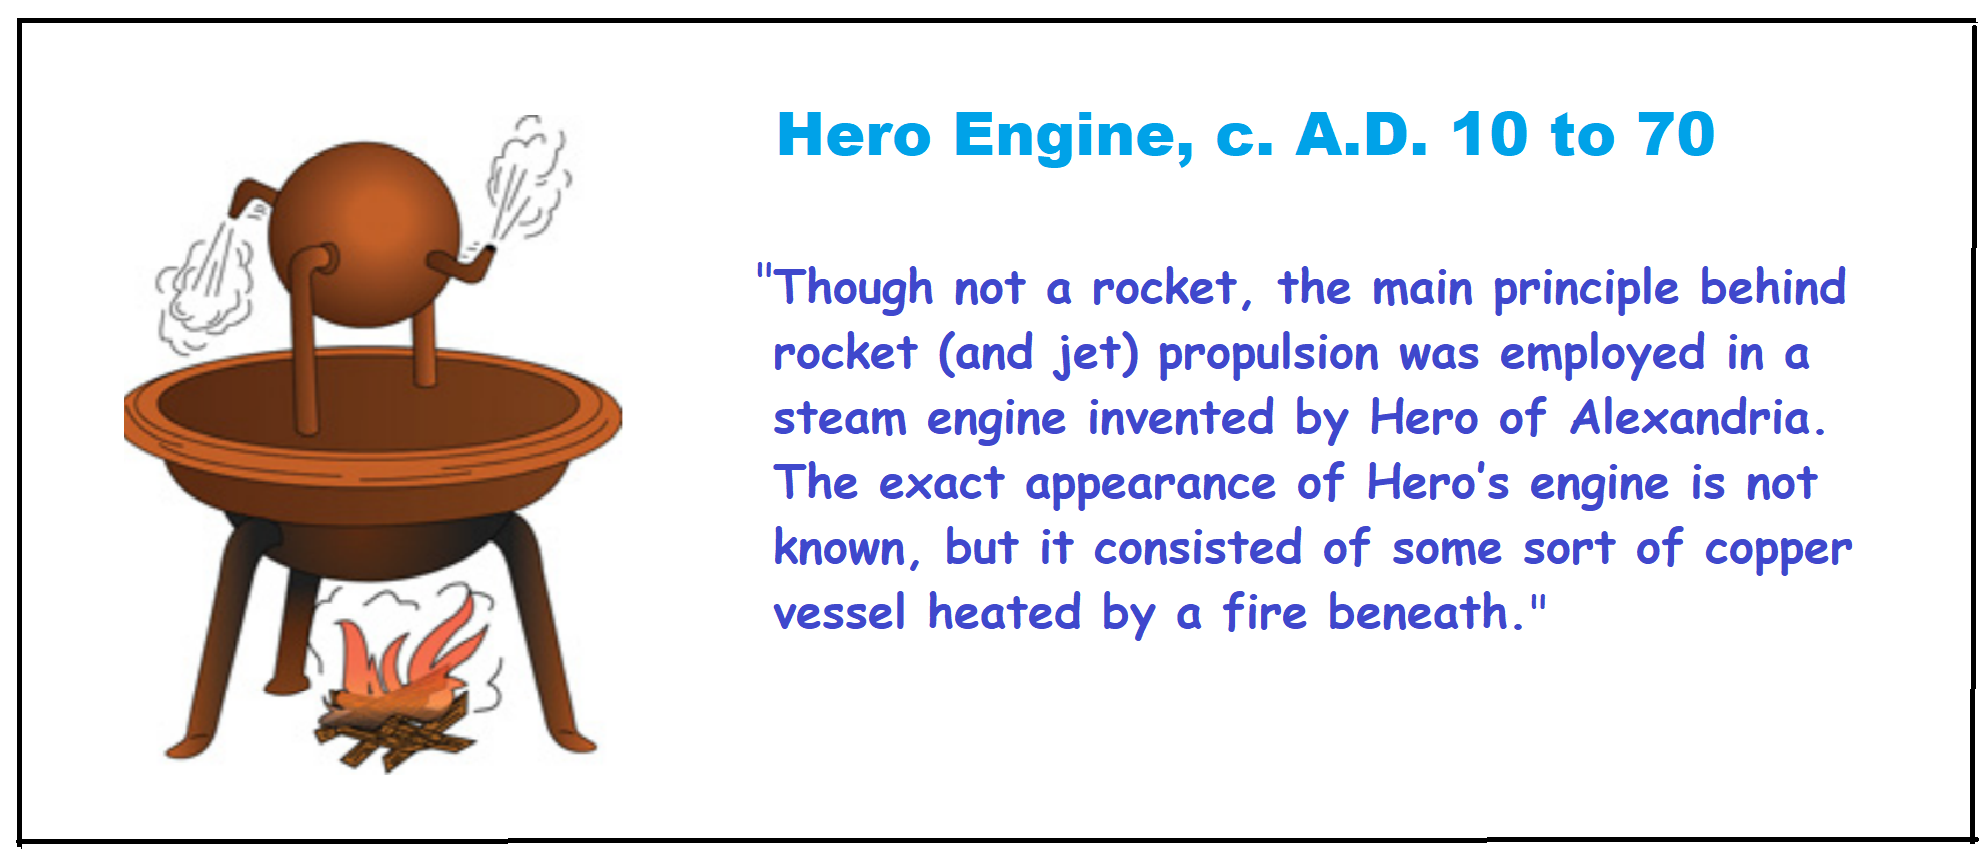 Hero Engine, c. A.D. 10 to 70
"Though not a rocket, the main principle behind
rocket (and jet) propulsion was employed in a
steam engine invented by Hero of Alexandria.
The exact appearance of Hero’s engine is not
known, but it consisted of some sort of copper
vessel heated by a fire beneath."